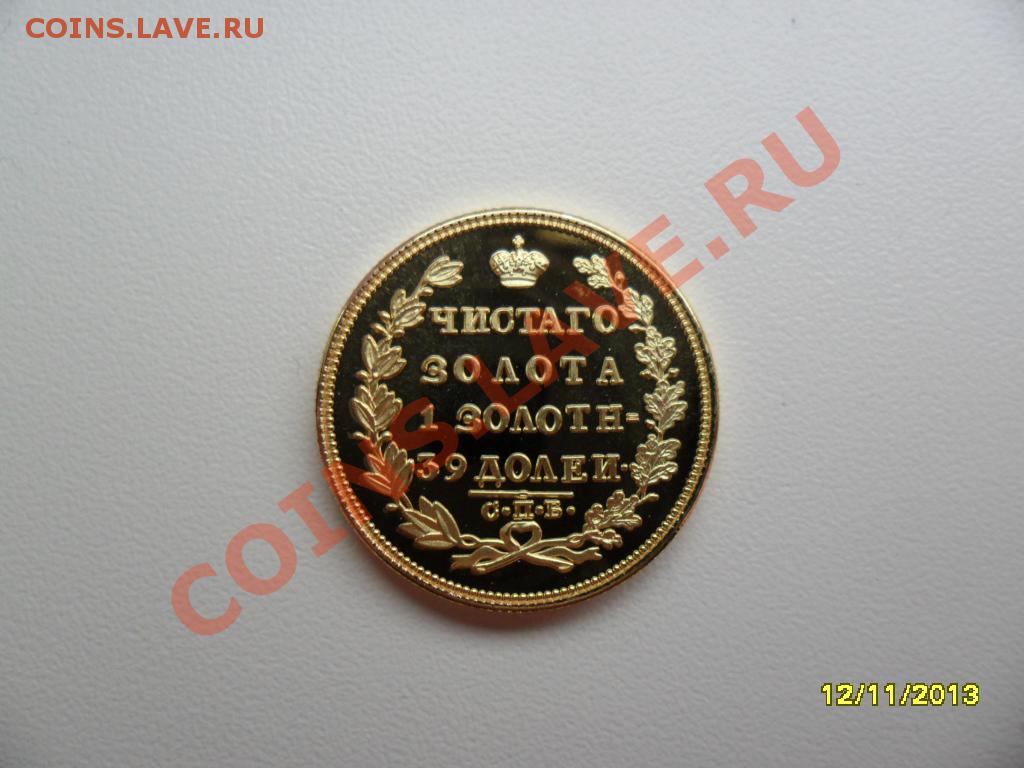 COINS.LAVE.RU
ЧИСТАГО
ЗОЛОТА
1 ЗОЛОТН=
39 ДОЛЕИ·
С·П·Б·
COINS.LAVE.RU
12/11/2013